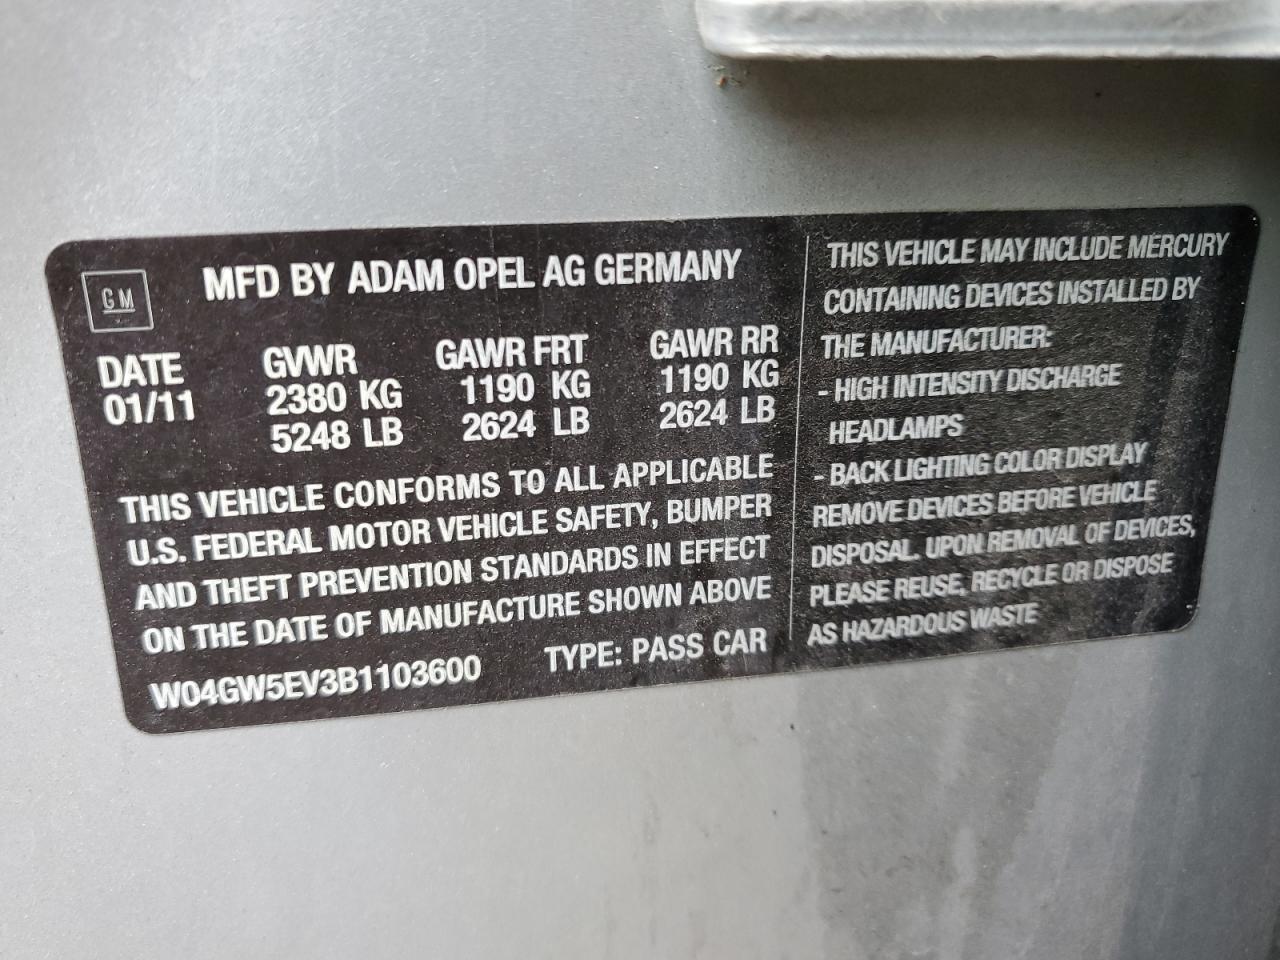 GM
MFD BY ADAM OPEL AG GERMANY
DATE GVWR GAWR FRT GAWR RR
01/11 2380 KG 1190 KG 1190 KG
5248 LB 2624 LB 2624 LB
THIS VEHICLE CONFORMS TO ALL APPLICABLE
U.S. FEDERAL MOTOR VEHICLE SAFETY, BUMPER
AND THEFT PREVENTION STANDARDS IN EFFECT
ON THE DATE OF MANUFACTURE SHOWN ABOVE
W04GW5EV3B1103600 TYPE: PASS CAR
THIS VEHICLE MAY INCLUDE MERCURY
CONTAINING DEVICES INSTALLED BY
THE MANUFACTURER:
- HIGH INTENSITY DISCHARGE
HEADLAMPS
- BACK LIGHTING COLOR DISPLAY
REMOVE DEVICES BEFORE VEHICLE
DISPOSAL. UPON REMOVAL OF DEVICES,
PLEASE REUSE, RECYCLE OR DISPOSE
AS HAZARDOUS WASTE